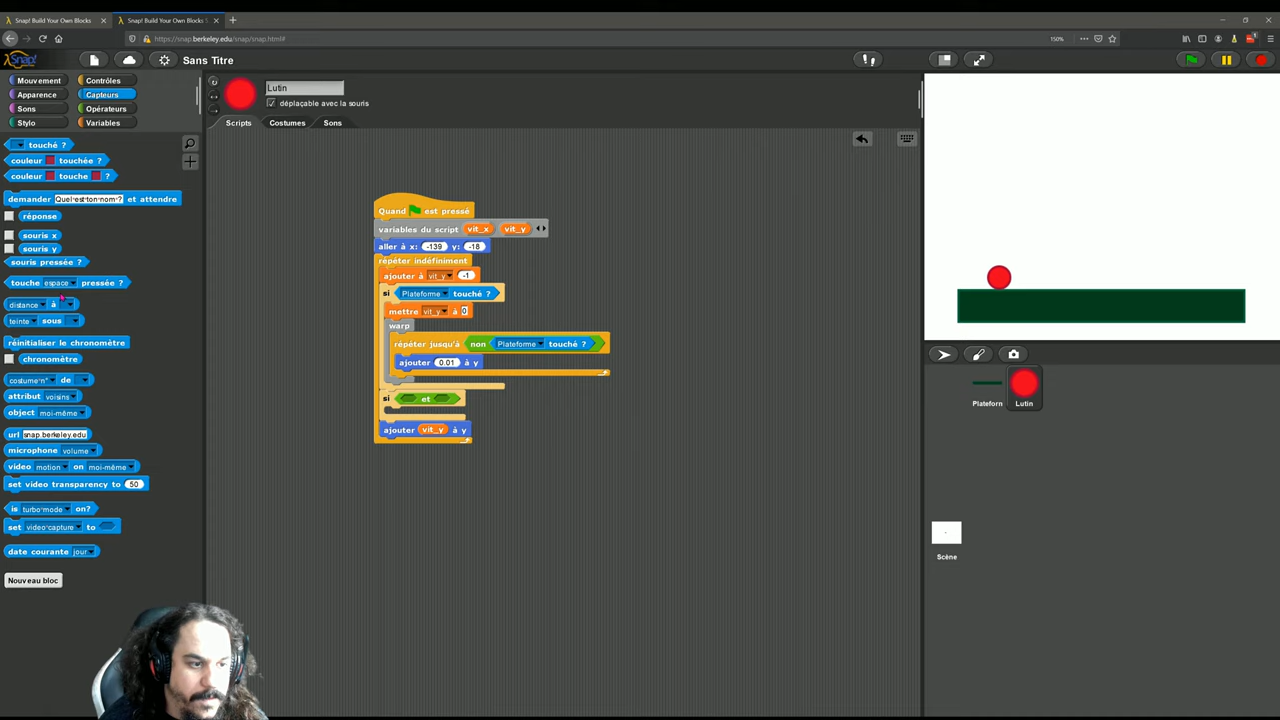 Snap! Build Your Own Blocks
Snap! Build Your Own Blocks
https://snap.berkeley.edu/snap/snap.html#
150%
Snap!
Sans Titre
Mouvement
Contrôles
Apparence
Capteurs
Sons
Opérateurs
Stylo
Variables
touché ?
couleur touchée ?
couleur touche ?
demander Quel est ton nom ? et attendre
réponse
souris x
souris y
souris pressée ?
touche espace pressée ?
distance à
teinte sous
réinitialiser le chronomètre
chronomètre
costume n° de
attribut voisins
object moi-même
url snap.berkeley.edu
microphone volume
video motion on moi-même
set video transparency to 50
is turbo mode on?
set video capture to
date courante jour
Nouveau bloc
Lutin
déplaçable avec la souris
Scripts
Costumes
Sons
Quand est pressé
variables du script vit_x vit_y
aller à x: -139 y: -18
répéter indéfiniment
ajouter à vit_y -1
si Plateforme touché ?
mettre vit_y à 0
warp
répéter jusqu'à non Plateforme touché ?
ajouter 0.01 à y
si et
ajouter vit_y à y
Plateforn
Lutin
Scène